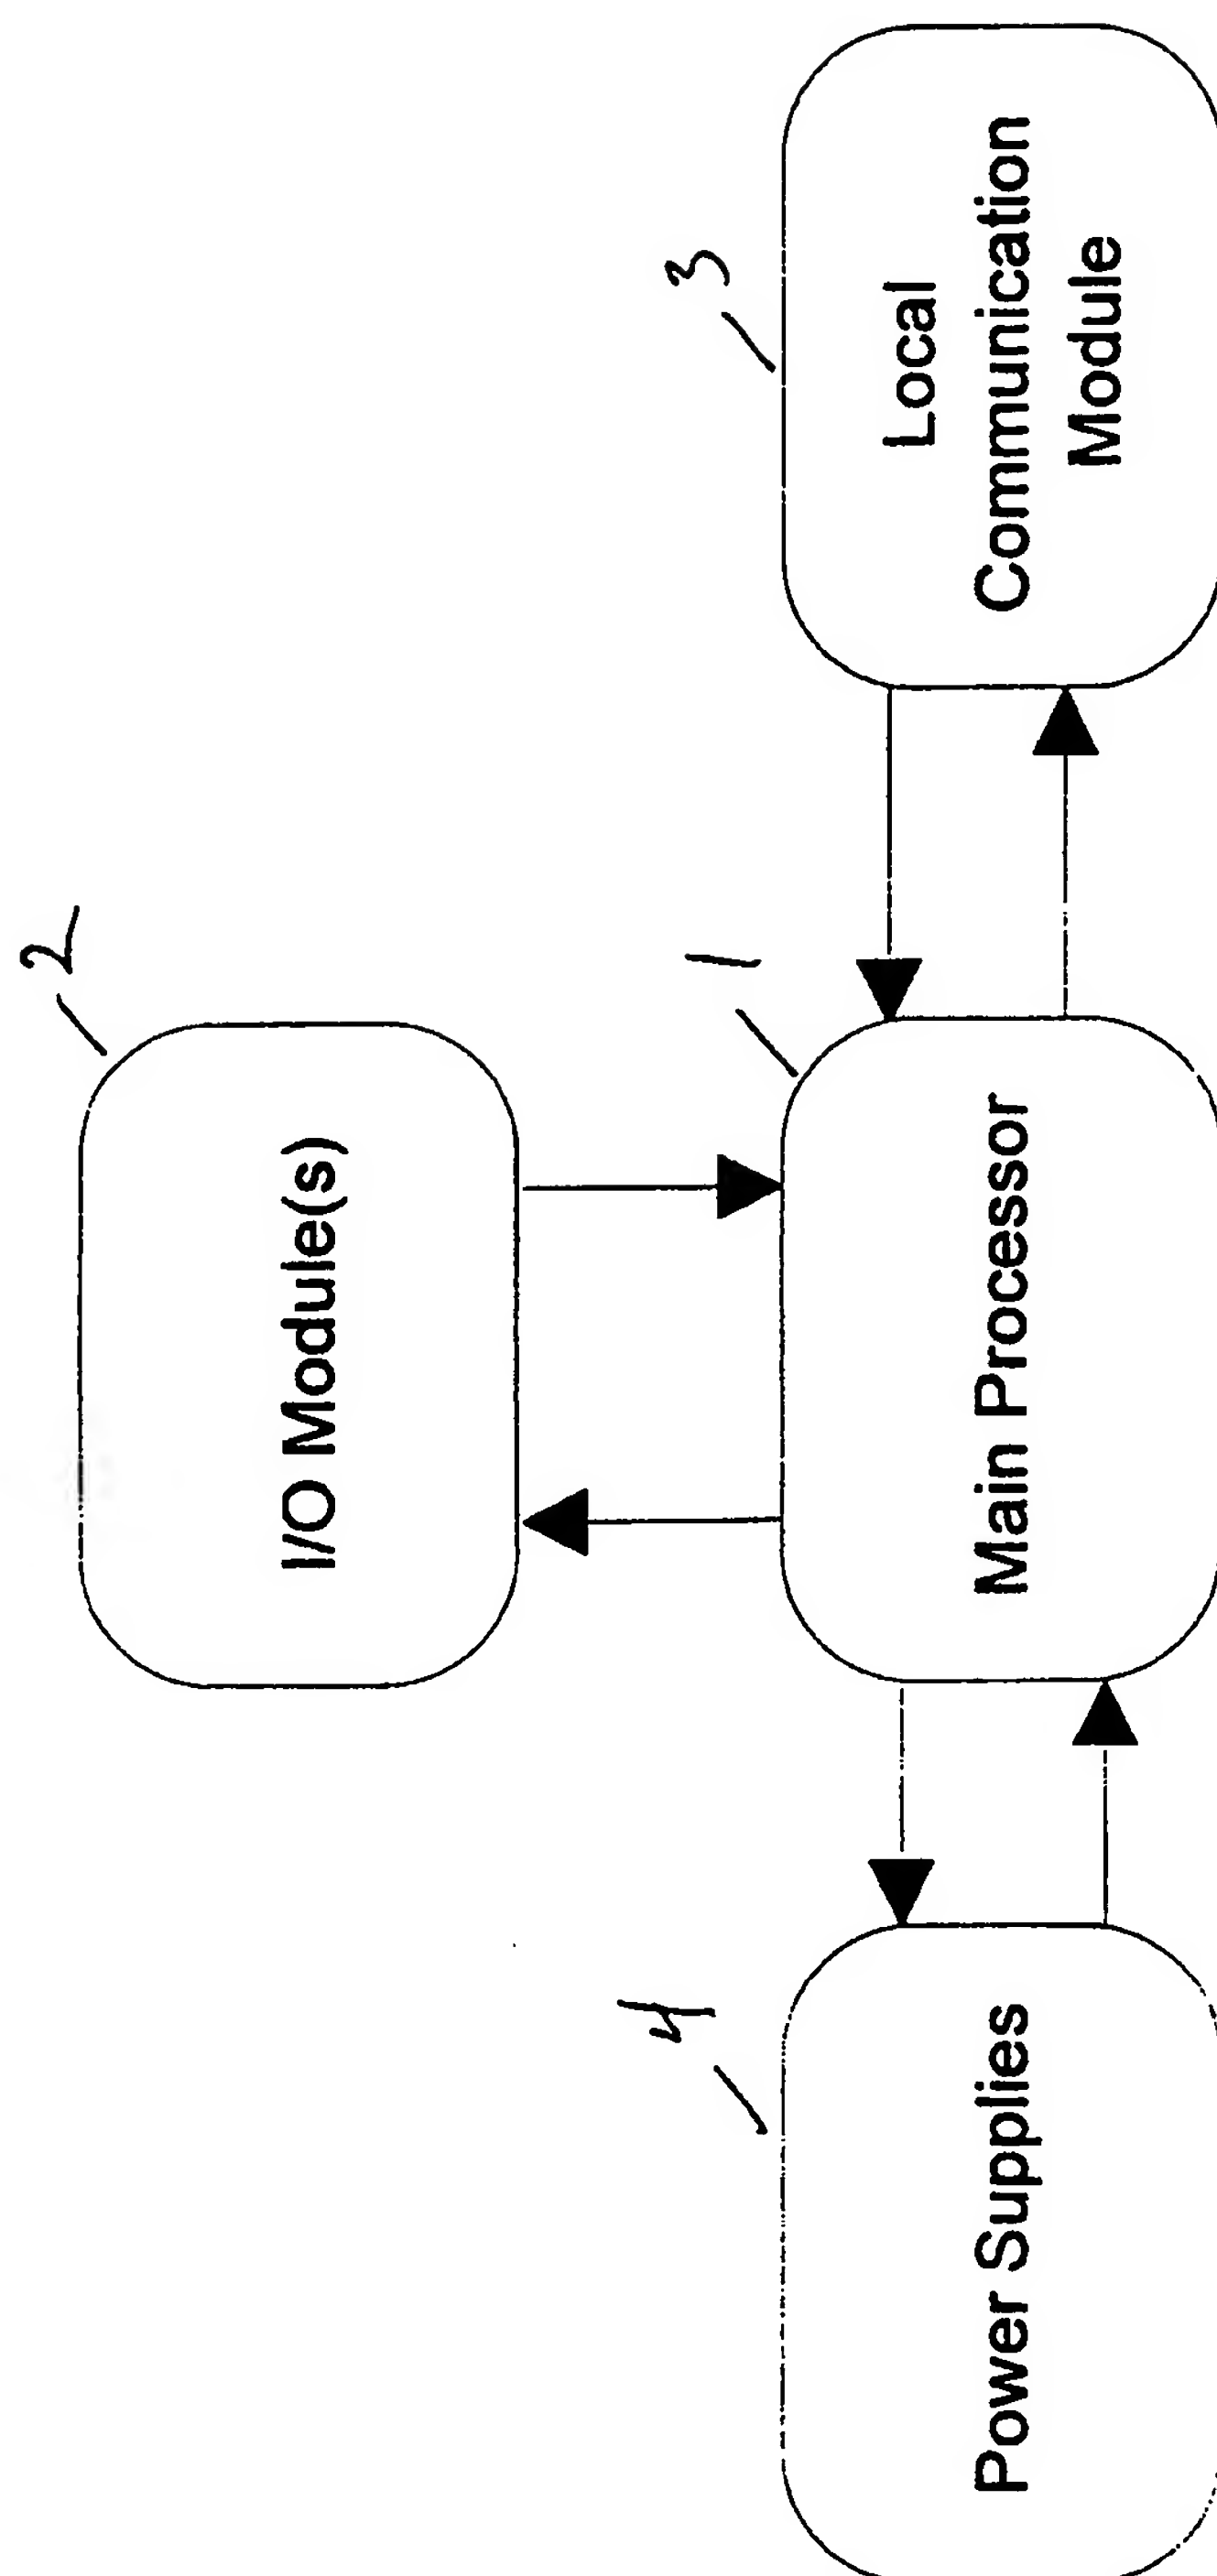 2
I/O Module(s)
4
1
3
Power Supplies
Main Processor
Local
Communication
Module